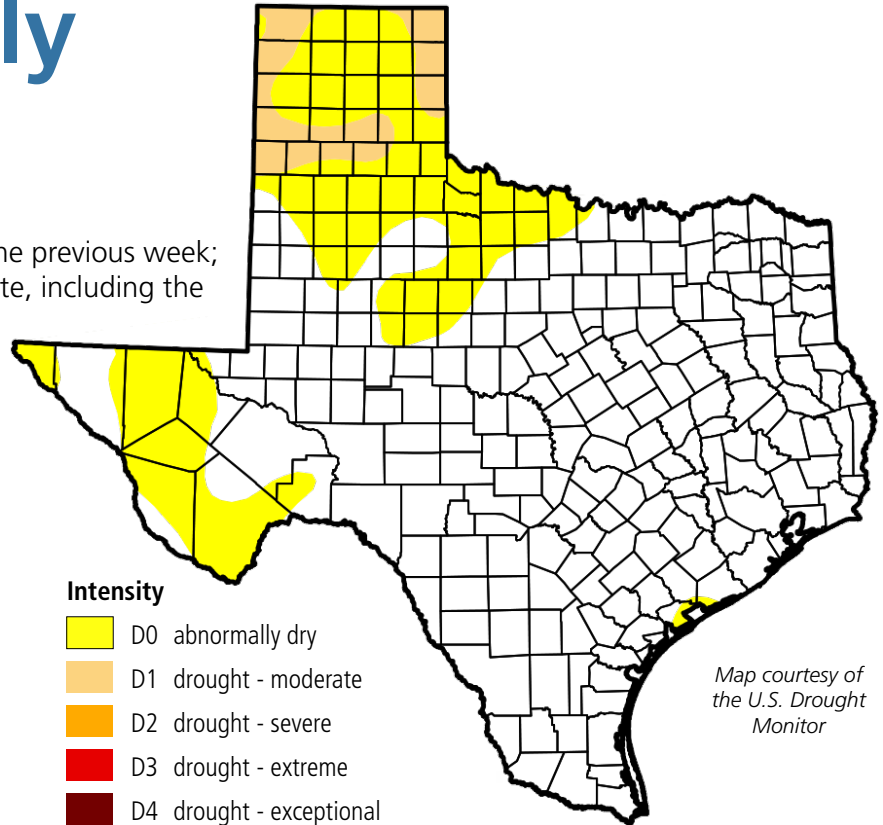 ly
he previous week;
te, including the
Intensity
D0 abnormally dry
D1 drought - moderate
D2 drought - severe
D3 drought - extreme
D4 drought - exceptional
Map courtesy of
the U.S. Drought
Monitor